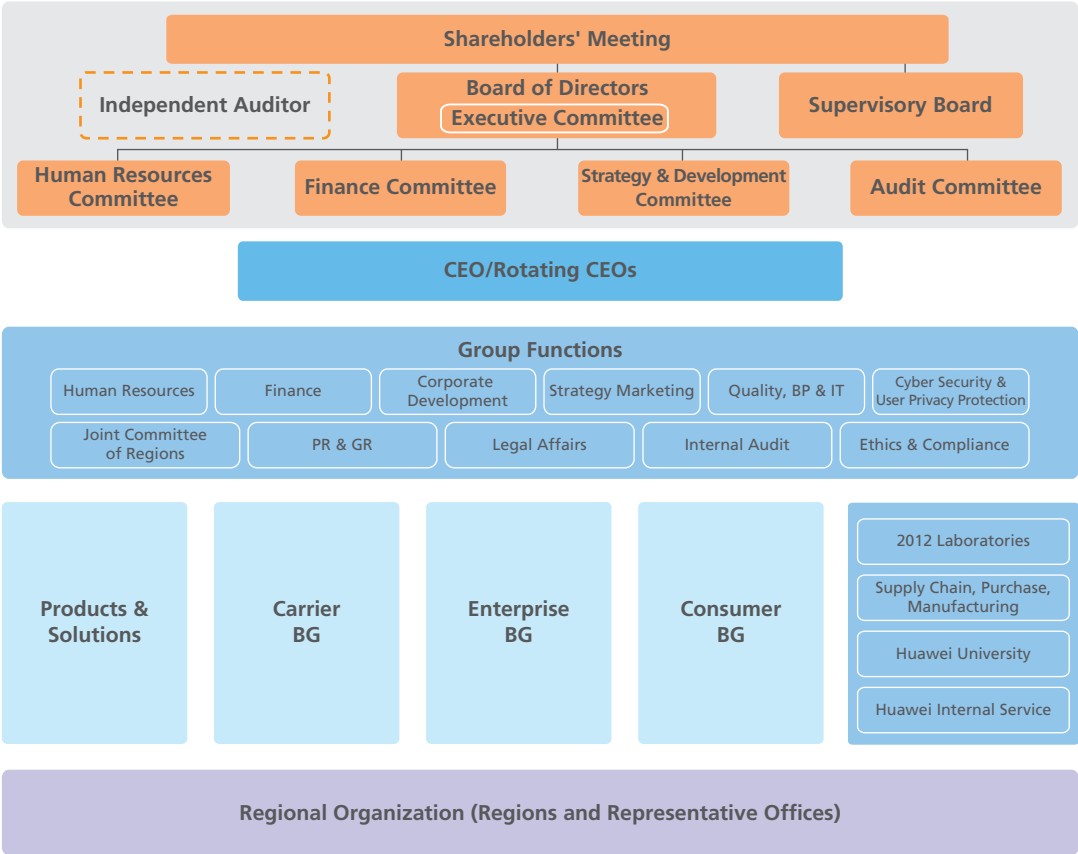 Shareholders' Meeting
Independent Auditor
Board of Directors
Executive Committee
Supervisory Board
Human Resources
Committee
Finance Committee
Strategy & Development
Committee
Audit Committee
CEO/Rotating CEOs
Group Functions
Human Resources
Finance
Corporate
Development
Strategy Marketing
Quality, BP & IT
Cyber Security &
User Privacy Protection
Joint Committee
of Regions
PR & GR
Legal Affairs
Internal Audit
Ethics & Compliance
Products &
Solutions
Carrier
BG
Enterprise
BG
Consumer
BG
2012 Laboratories
Supply Chain, Purchase,
Manufacturing
Huawei University
Huawei Internal Service
Regional Organization (Regions and Representative Offices)